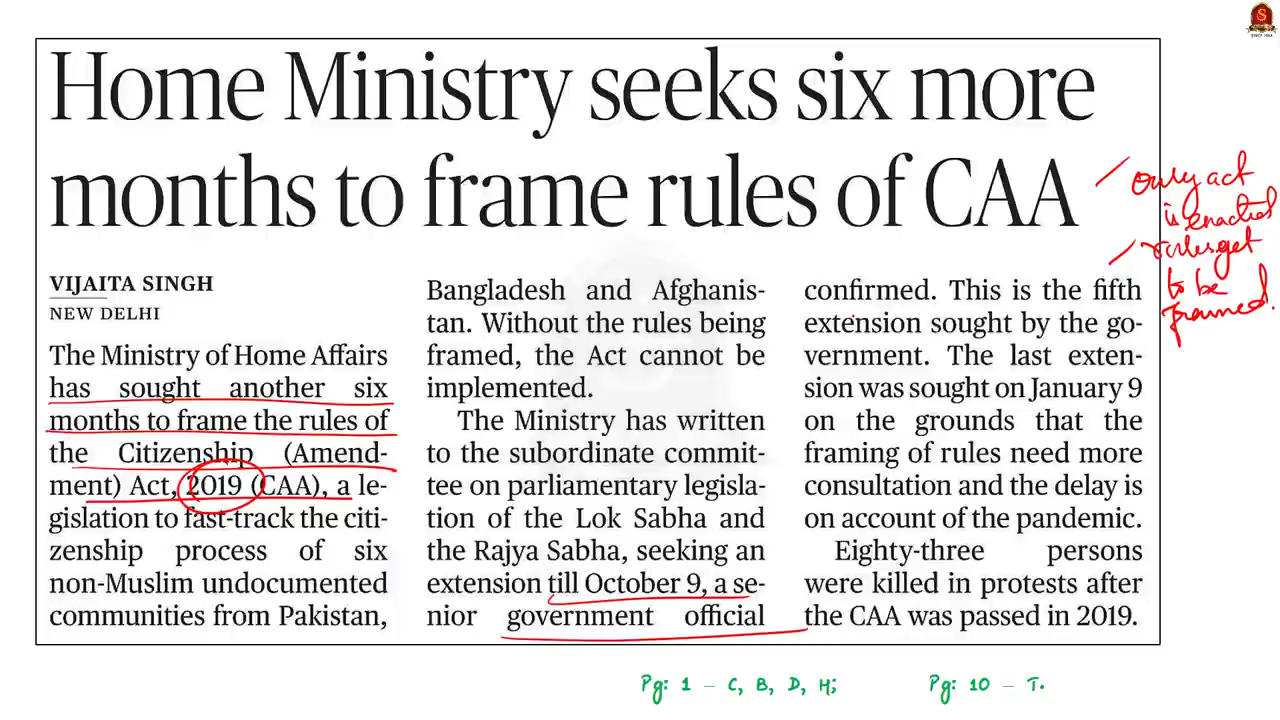 Home Ministry seeks six more
months to frame rules of CAA
VIJAITA SINGH
NEW DELHI
The Ministry of Home Affairs
has sought another six
months to frame the rules of
the Citizenship (Amend-
ment) Act, 2019 (CAA), a le-
gislation to fast-track the citi-
zenship process of six
non-Muslim undocumented
communities from Pakistan,
Bangladesh and Afghanis-
tan. Without the rules being
framed, the Act cannot be
implemented.
The Ministry has written
to the subordinate commit-
tee on parliamentary legisla-
tion of the Lok Sabha and
the Rajya Sabha, seeking an
extension till October 9, a se-
nior government official
confirmed. This is the fifth
extension sought by the go-
vernment. The last exten-
sion was sought on January 9
on the grounds that the
framing of rules need more
consultation and the delay is
on account of the pandemic.
Eighty-three persons
were killed in protests after
the CAA was passed in 2019.
only act
is enacted
rules get
to be
framed.
Pg: 1 – C, B, D, H;
Pg: 10 – T.